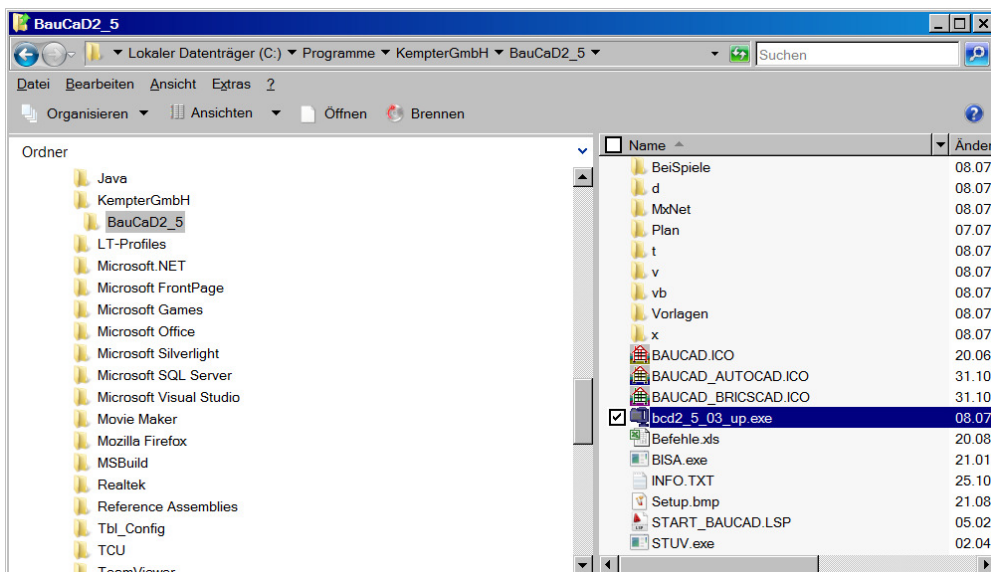 BauCaD2_5
Lokaler Datenträger (C:) Programme KempterGmbH BauCaD2_5 Suchen
Datei Bearbeiten Ansicht Extras ?
Organisieren Ansichten Öffnen Brennen
Ordner
Java
KempterGmbH
BauCaD2_5
LT-Profiles
Microsoft.NET
Microsoft FrontPage
Microsoft Games
Microsoft Office
Microsoft Silverlight
Microsoft SQL Server
Microsoft Visual Studio
Movie Maker
Mozilla Firefox
MSBuild
Realtek
Reference Assemblies
Tbl_Config
TCU
TeamViewer
Name Änder
BeiSpiele 08.07
d 08.07
MxNet 08.07
Plan 07.07
t 08.07
v 08.07
vb 08.07
Vorlagen 08.07
x 08.07
BAUCAD.ICO 20.06
BAUCAD_AUTOCAD.ICO 31.10
BAUCAD_BRICSCAD.ICO 31.10
bcd2_5_03_up.exe 08.07
Befehle.xls 20.08
BISA.exe 21.01
INFO.TXT 25.10
Setup.bmp 21.08
START_BAUCAD.LSP 05.02
STUV.exe 02.04